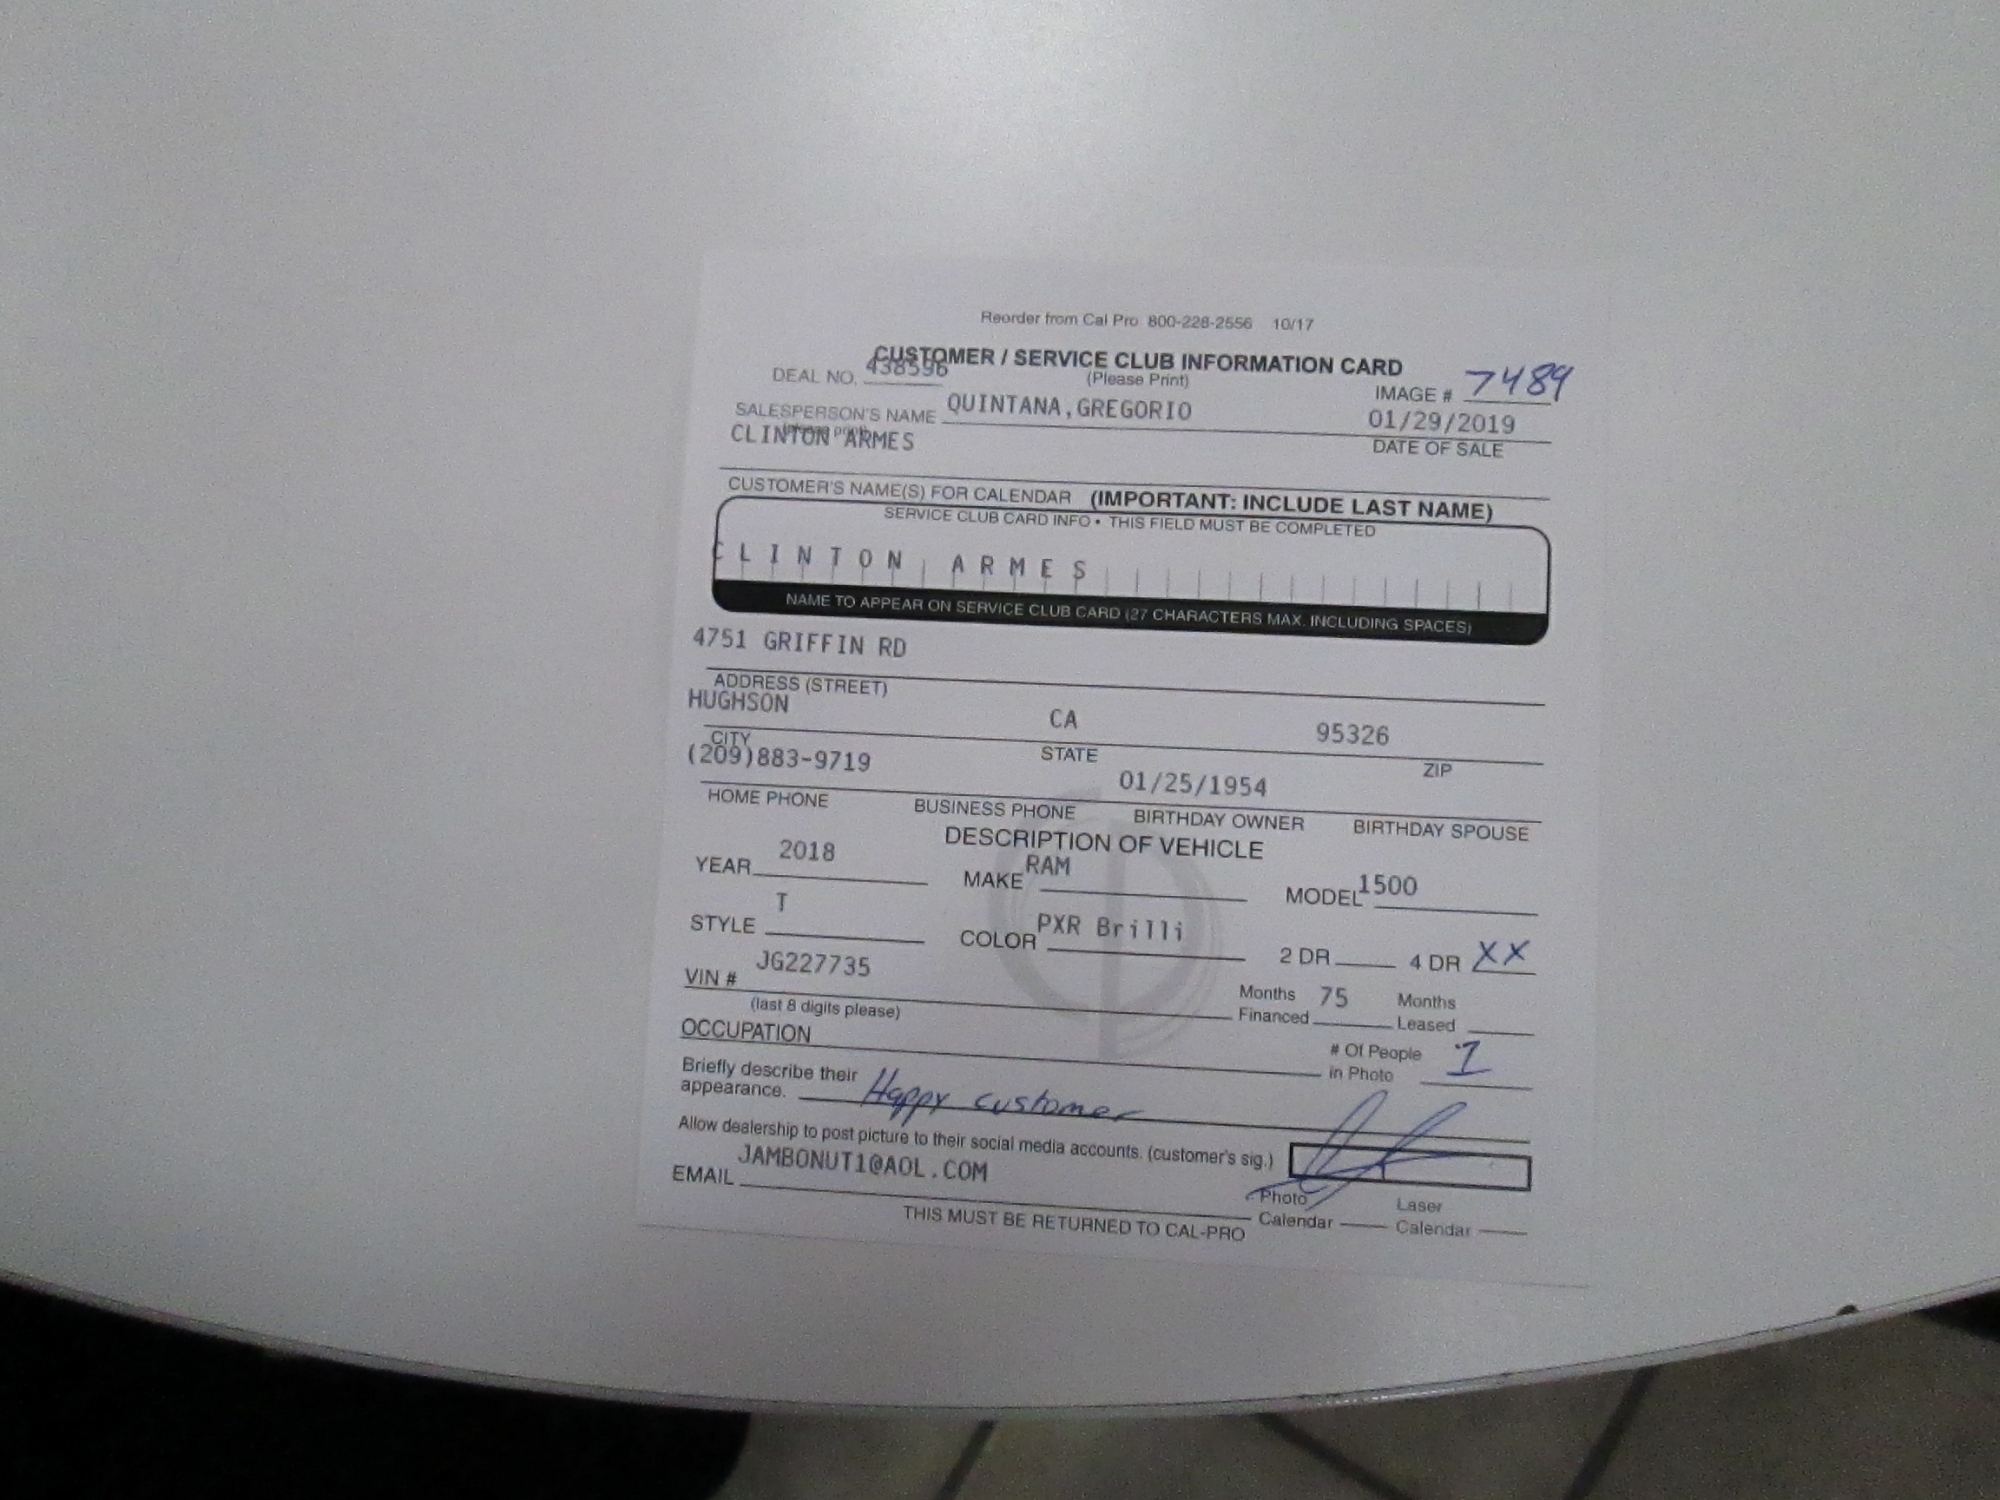 Reorder from Cal Pro 800-228-2556 10/17
CUSTOMER / SERVICE CLUB INFORMATION CARD
(Please Print)
DEAL NO. 438596
IMAGE # 7489
SALESPERSON'S NAME QUINTANA,GREGORIO
(please print)
01/29/2019
DATE OF SALE
CLINTON ARMES
CUSTOMER'S NAME(S) FOR CALENDAR (IMPORTANT: INCLUDE LAST NAME)
SERVICE CLUB CARD INFO • THIS FIELD MUST BE COMPLETED
CLINTON ARMES
NAME TO APPEAR ON SERVICE CLUB CARD (27 CHARACTERS MAX. INCLUDING SPACES)
4751 GRIFFIN RD
ADDRESS (STREET)
HUGHSON CA 95326
CITY STATE ZIP
(209)883-9719 01/25/1954
HOME PHONE BUSINESS PHONE BIRTHDAY OWNER BIRTHDAY SPOUSE
DESCRIPTION OF VEHICLE
YEAR 2018 MAKE RAM MODEL 1500
STYLE T COLOR PXR Brilli 2 DR 4 DR XX
VIN # JG227735
(last 8 digits please)
Months Financed 75 Months Leased
OCCUPATION
# Of People in Photo 1
Briefly describe their
appearance. Happy customer
Allow dealership to post picture to their social media accounts. (customer's sig.)
EMAIL JAMBONUT1@AOL.COM
Photo Calendar Laser Calendar
THIS MUST BE RETURNED TO CAL-PRO